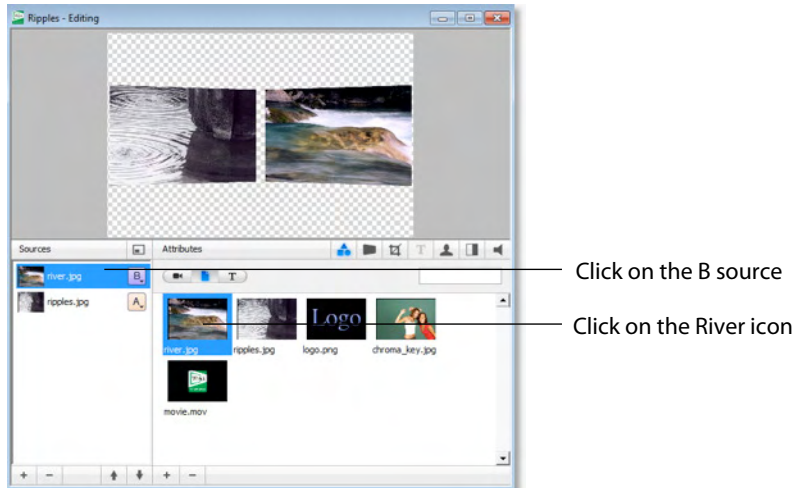 Ripples - Editing
Sources
Attributes
river.jpg
B
T
ripples.jpg
A
Click on the B source
Logo
Click on the River icon
river.jpg
ripples.jpg
logo.png
chroma_key.jpg
movie.mov